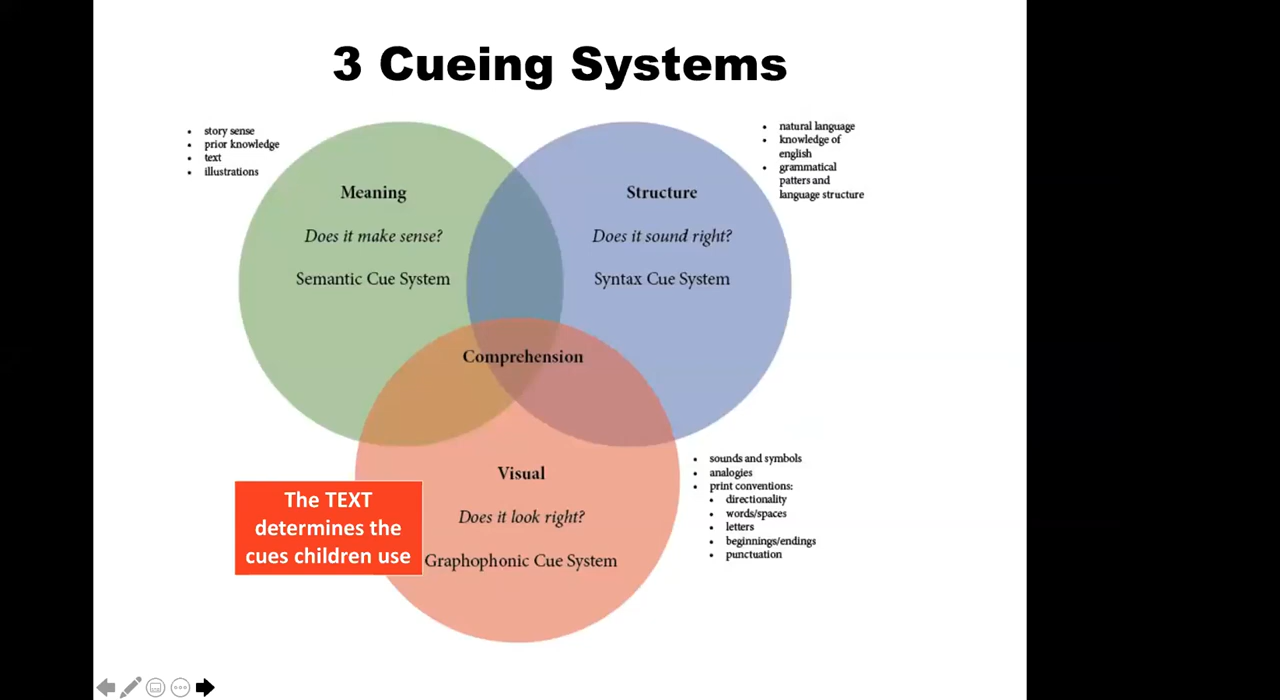 3 Cueing Systems
story sense
prior knowledge
text
illustrations
natural language
knowledge of
english
grammatical
patters and
language structure
Meaning
Does it make sense?
Semantic Cue System
Structure
Does it sound right?
Syntax Cue System
Comprehension
Visual
Does it look right?
Graphophonic Cue System
The TEXT
determines the
cues children use
sounds and symbols
analogies
print conventions:
directionality
words/spaces
letters
beginnings/endings
punctuation